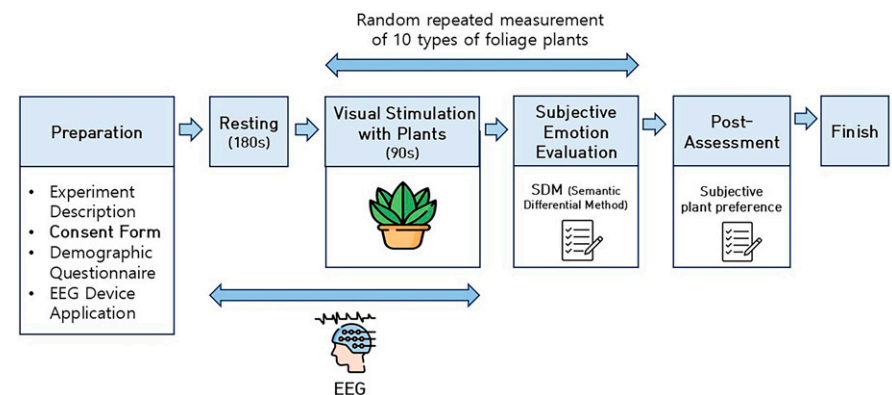 Random repeated measurement
of 10 types of foliage plants
Preparation
Resting
(180s)
Visual Stimulation
with Plants
(90s)
Subjective
Emotion
Evaluation
Post-
Assessment
Finish
• Experiment
Description
• Consent Form
• Demographic
Questionnaire
• EEG Device
Application
SDM (Semantic
Differential Method)
Subjective
plant preference
EEG